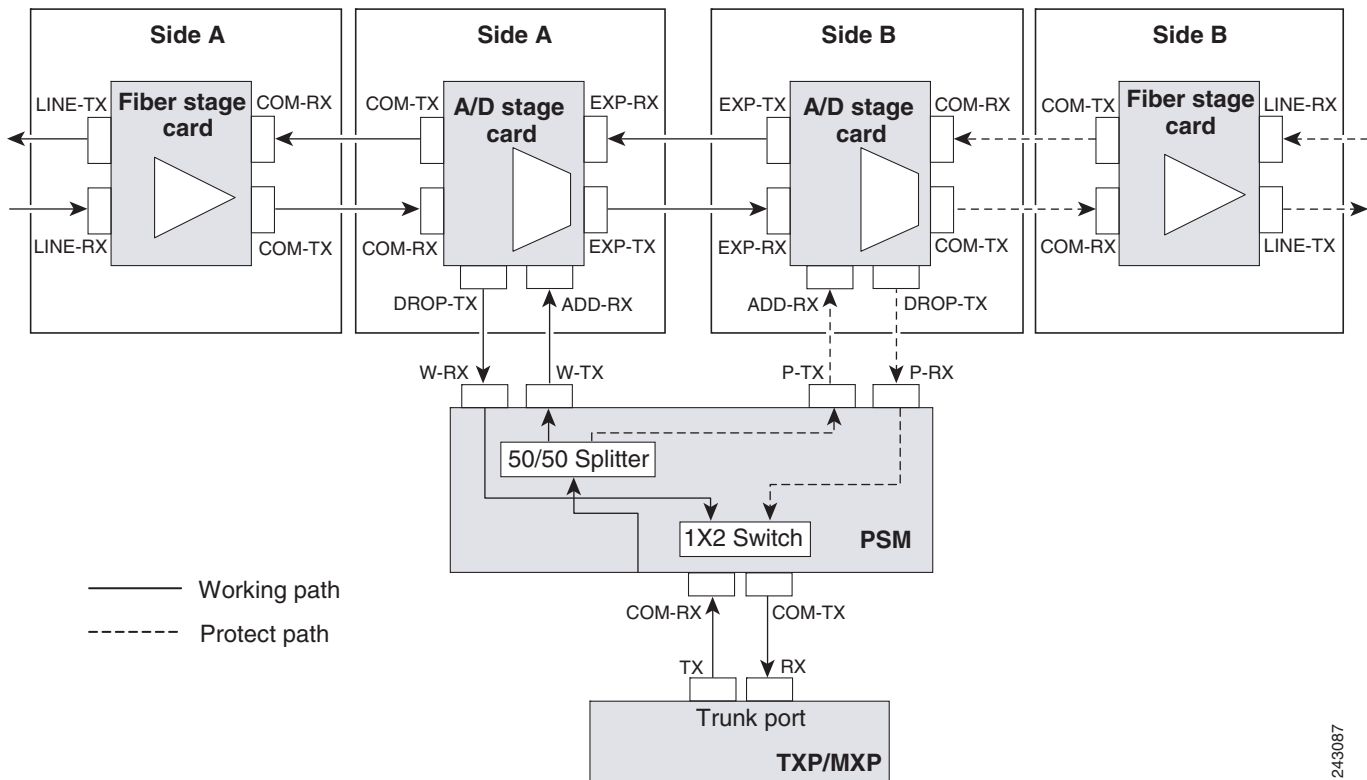 Side A
Side A
Side B
Side B
LINE-TX
Fiber stage
card
COM-RX
COM-TX
A/D stage
card
EXP-RX
EXP-TX
A/D stage
card
COM-RX
COM-TX
Fiber stage
card
LINE-RX
LINE-RX
COM-TX
COM-RX
EXP-TX
EXP-RX
COM-TX
COM-RX
LINE-TX
DROP-TX
ADD-RX
ADD-RX
DROP-TX
W-RX
W-TX
P-TX
P-RX
50/50 Splitter
1X2 Switch
PSM
Working path
Protect path
COM-RX
COM-TX
TX
RX
Trunk port
TXP/MXP
243087